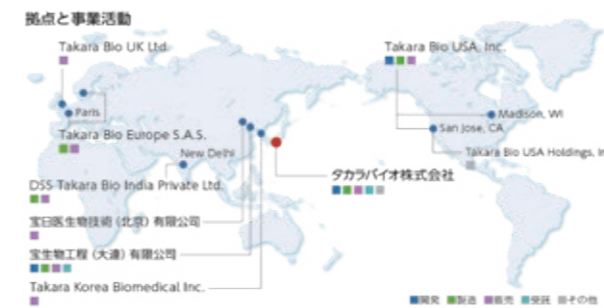 拠点と事業活動
Takara Bio UK Ltd.
Takara Bio USA, Inc.
Paris
Madison, WI
San Jose, CA
Takara Bio Europe S.A.S.
New Delhi
Takara Bio USA Holdings, In
タカラバイオ株式会社
DSS Takara Bio India Private Ltd.
宝日医生物技術（北京）有限公司
宝生物工程（大連）有限公司
Takara Korea Biomedical Inc.
開発 製造 販売 受託 その他